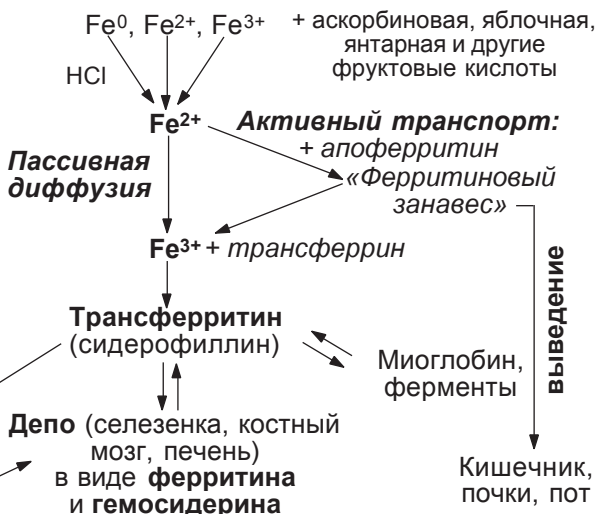 Fe0, Fe2+, Fe3+ + аскорбиновая, яблочная,
янтарная и другие
фруктовые кислоты
HCl
Fe2+ Активный транспорт:
+ апоферритин
Пассивная
диффузия
«Ферритиновый
занавес»
Fe3+ + трансферрин
Трансферритин
(сидерофиллин)
Миоглобин,
ферменты
выведение
Депо (селезенка, костный
мозг, печень)
в виде ферритина
и гемосидерина
Кишечник,
почки, пот